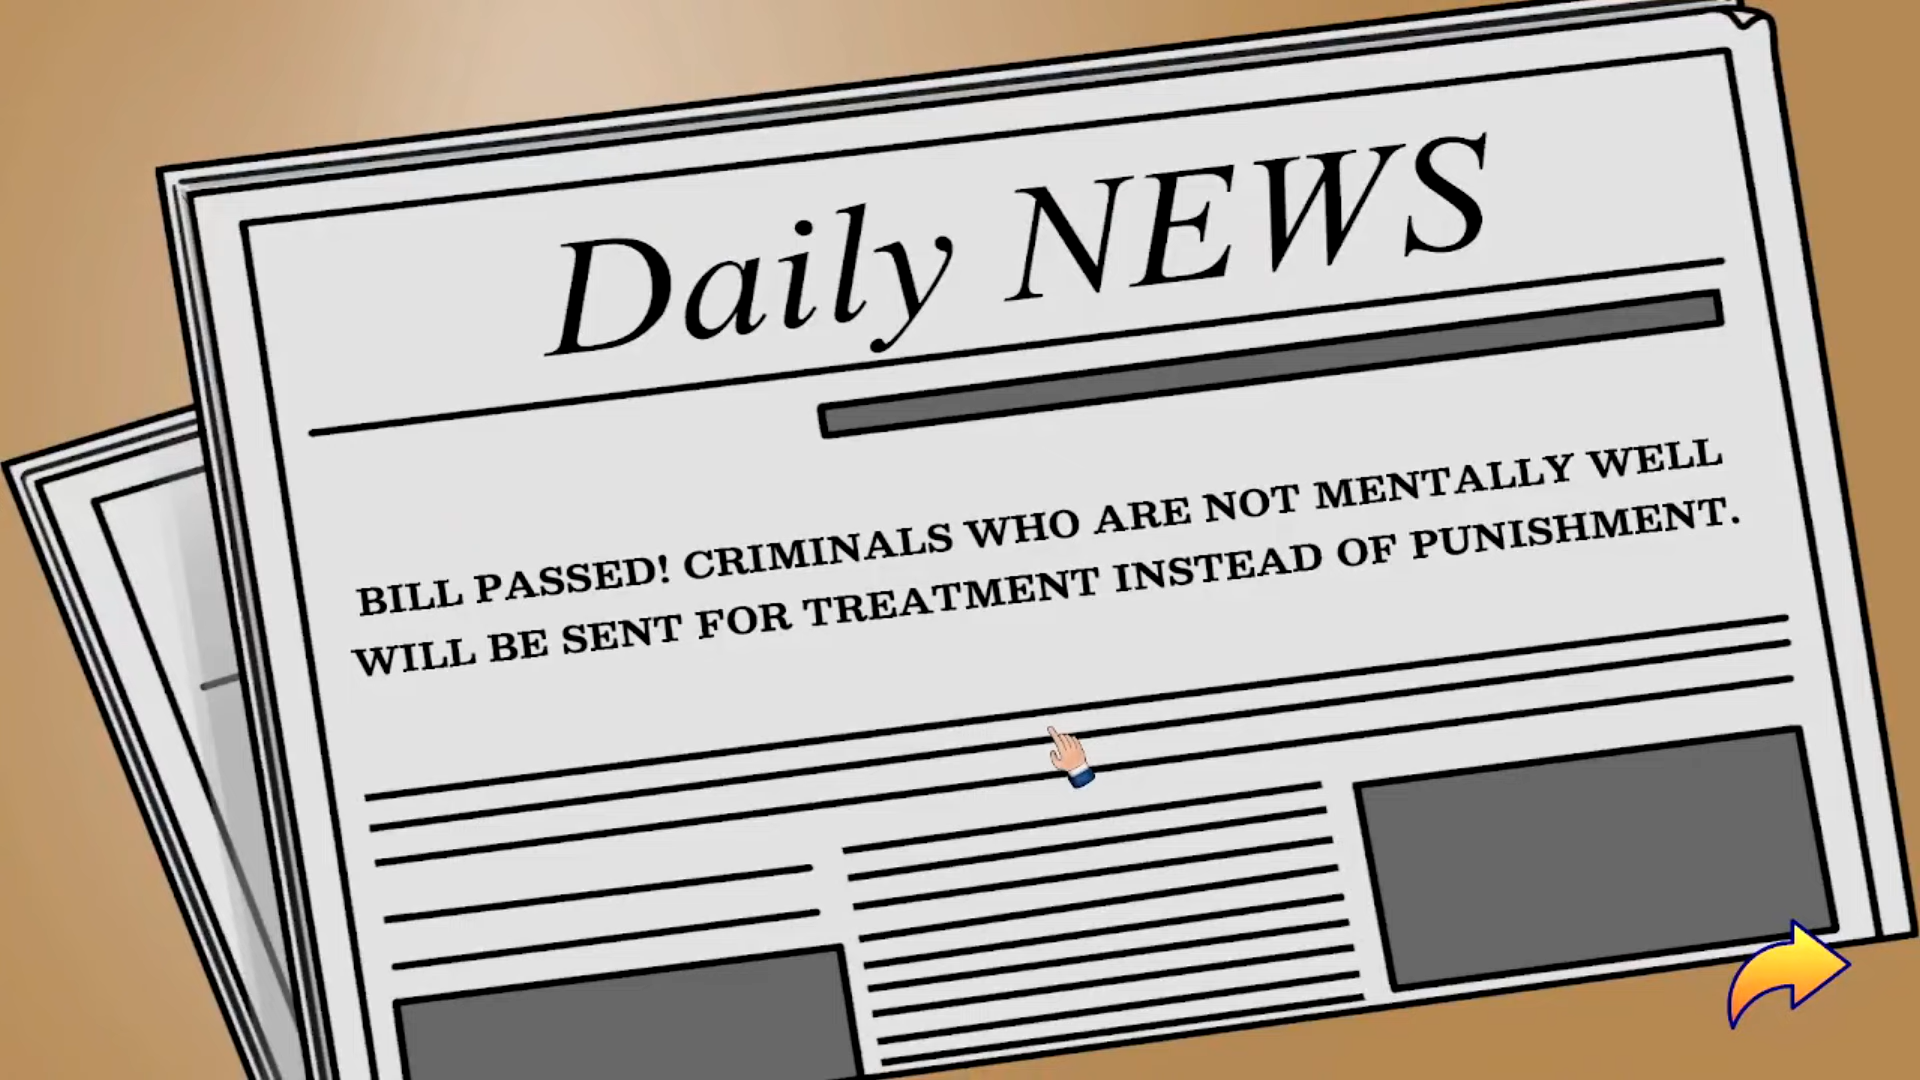 Daily NEWS
BILL PASSED! CRIMINALS WHO ARE NOT MENTALLY WELL
WILL BE SENT FOR TREATMENT INSTEAD OF PUNISHMENT.